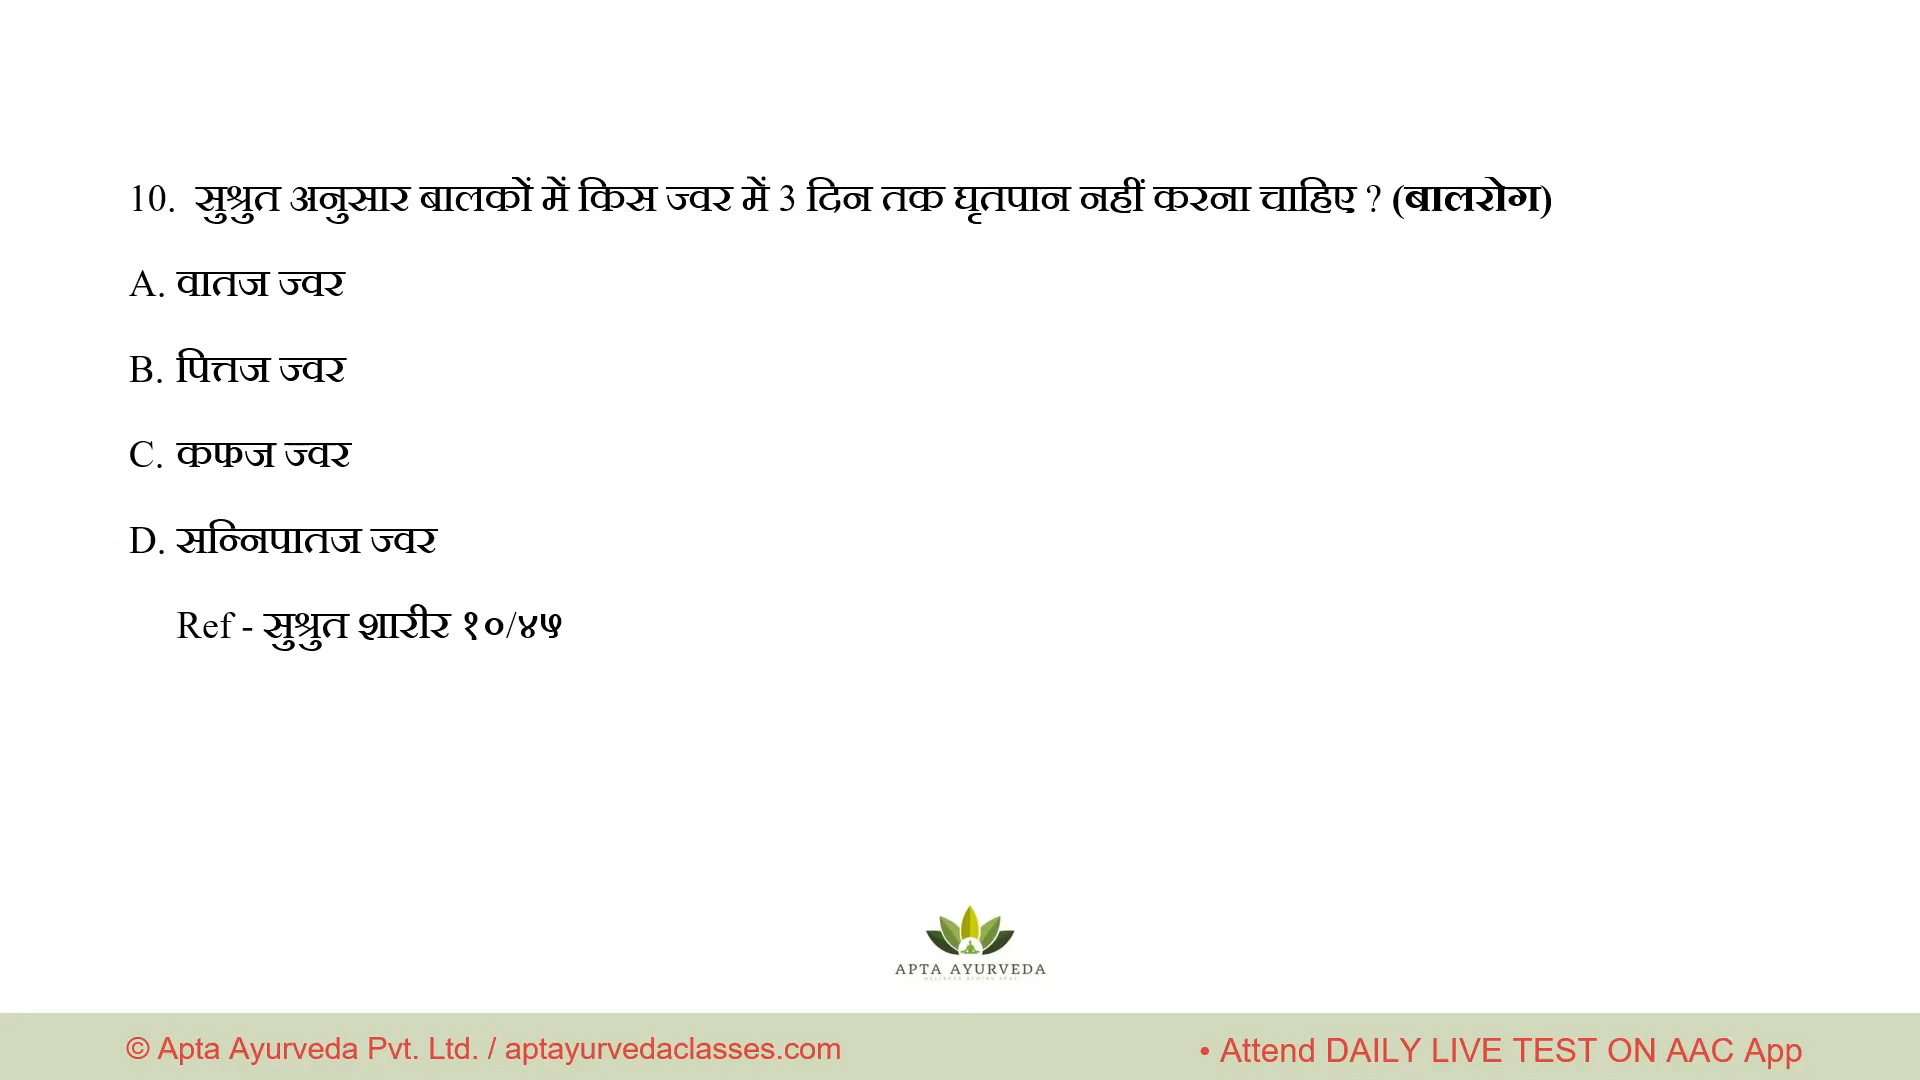 10. सुश्रुत अनुसार बालकों में किस ज्वर में 3 दिन तक घृतपान नहीं करना चाहिए ? (बालरोग)
A. वातज ज्वर
B. पित्तज ज्वर
C. कफज ज्वर
D. सन्निपातज ज्वर
Ref - सुश्रुत शारीर १०/४५
APTA AYURVEDA
© Apta Ayurveda Pvt. Ltd. / aptayurvedaclasses.com
• Attend DAILY LIVE TEST ON AAC App